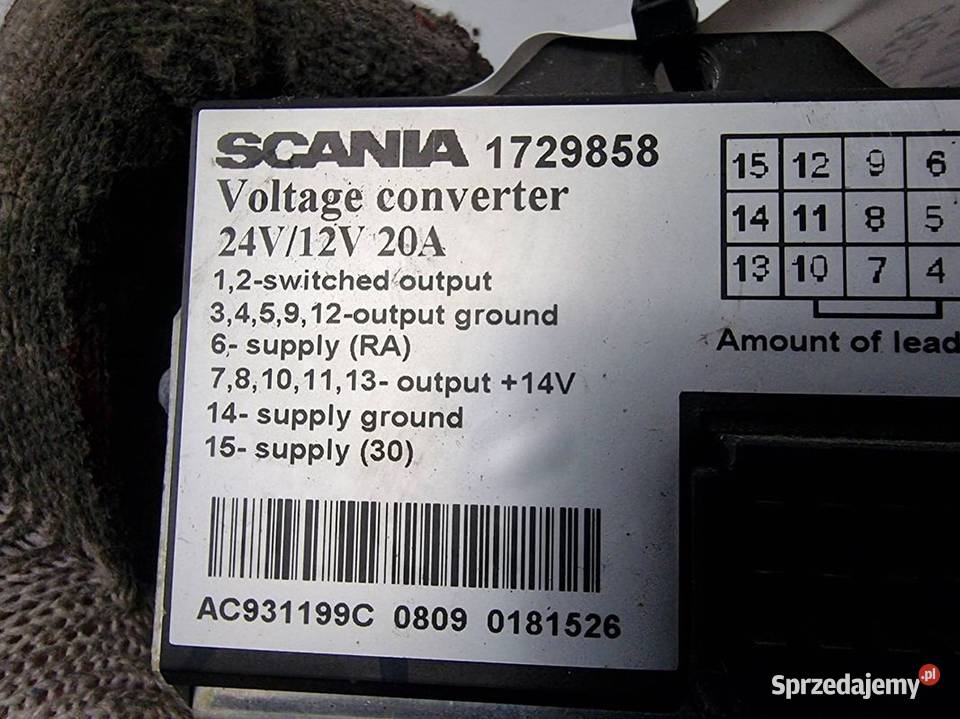 SCANIA 1729858
Voltage converter
24V/12V 20A
1,2-switched output
3,4,5,9,12-output ground
6- supply (RA)
7,8,10,11,13- output +14V
14- supply ground
15- supply (30)
AC931199C 0809 0181526
15 12 9 6
14 11 8 5
13 10 7 4
Amount of lead
Sprzedajemy.pl